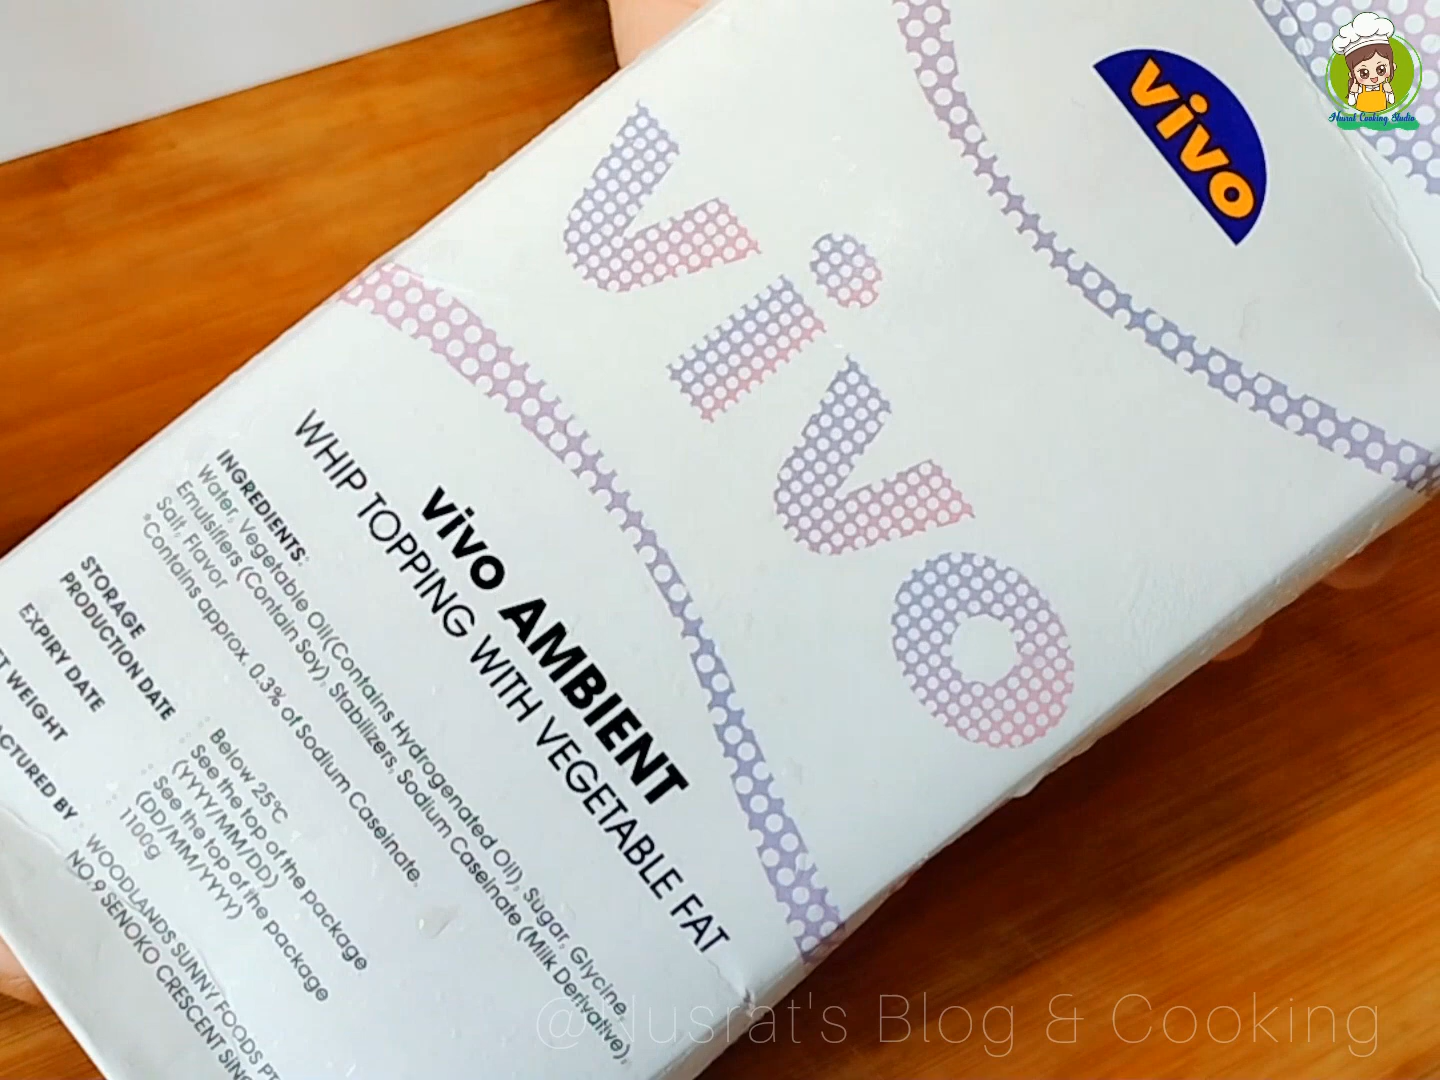 vivo
Nusrat Cooking Studio
vivo
vivo AMBIENT
WHIP TOPPING WITH VEGETABLE FAT
INGREDIENTS:
Water, Vegetable Oil(Contains Hydrogenated Oil), Sugar, Glycine,
Emulsifiers (Contain Soy), Stabilizers, Sodium Caseinate (Milk Derivative),
Salt, Flavor
*Contains approx. 0.3% of Sodium Caseinate.
STORAGE : Below 25℃
PRODUCTION DATE : See the top of the package
(YYYY/MM/DD)
EXPIRY DATE : See the top of the package
(DD/MM/YYYY)
WEIGHT : 1100g
BY : WOODLANDS SUNNY FOODS
NO.9 SENOKO CRESCENT
@Nusrat's Blog & Cooking